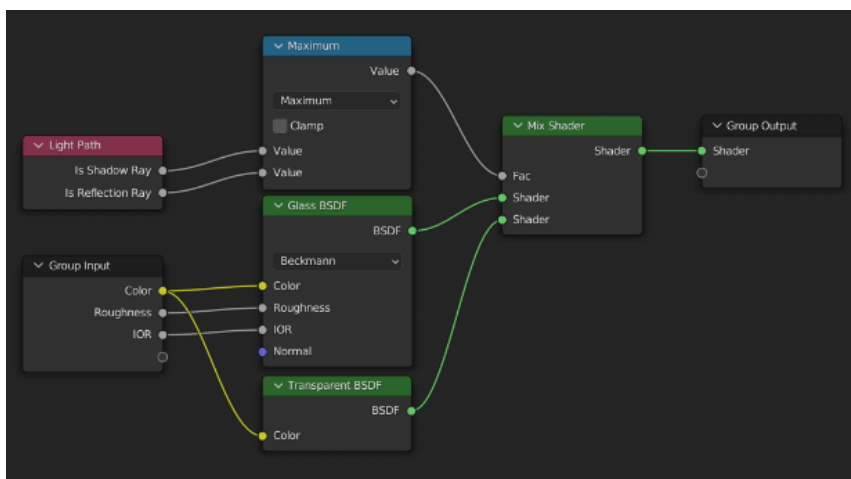 Light Path
Is Shadow Ray
Is Reflection Ray
Group Input
Color
Roughness
IOR
Maximum
Value
Maximum
Clamp
Value
Value
Glass BSDF
BSDF
Beckmann
Color
Roughness
IOR
Normal
Transparent BSDF
BSDF
Color
Mix Shader
Shader
Fac
Shader
Shader
Group Output
Shader